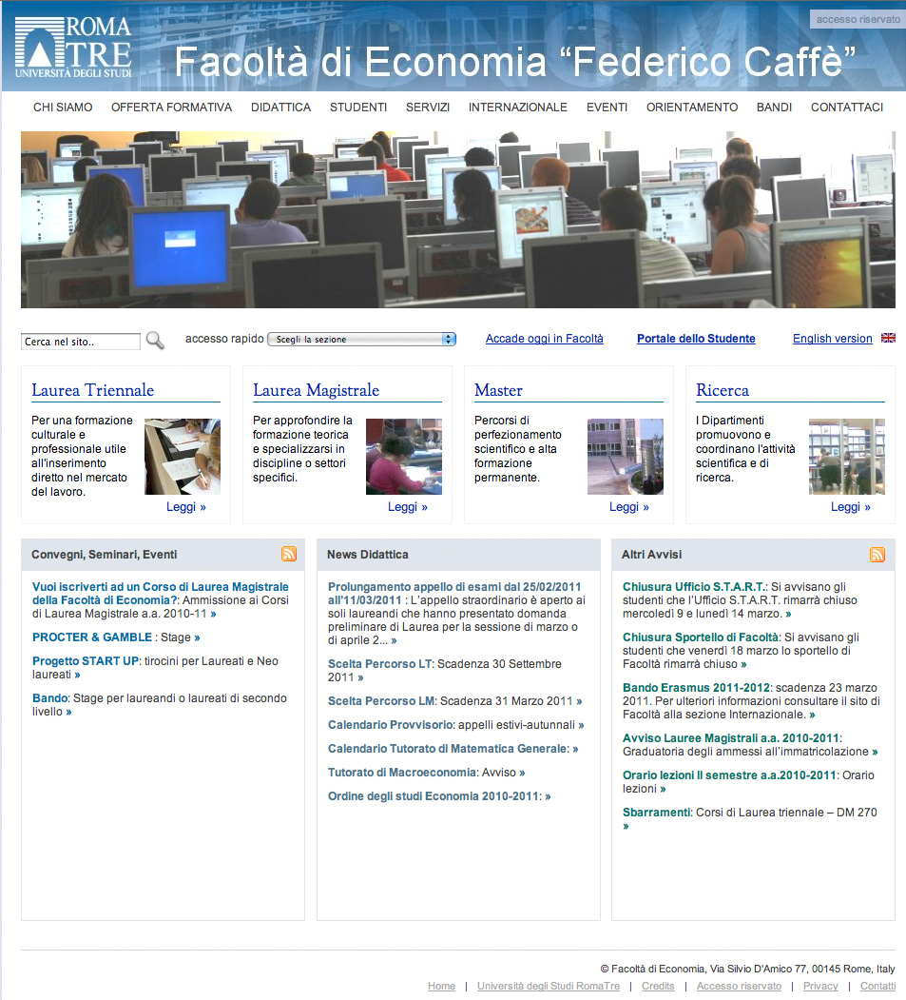 ROMA
TRE
UNIVERSITÀ DEGLI STUDI
ECONOMIA
accesso riservato
Facoltà di Economia “Federico Caffè”
CHI SIAMO OFFERTA FORMATIVA DIDATTICA STUDENTI SERVIZI INTERNAZIONALE EVENTI ORIENTAMENTO BANDI CONTATTACI
Cerca nel sito.. accesso rapido Scegli la sezione Accade oggi in Facoltà Portale dello Studente English version
Laurea Triennale
Per una formazione
culturale e
professionale utile
all'inserimento
diretto nel mercato
del lavoro.
Leggi »
Laurea Magistrale
Per approfondire la
formazione teorica
e specializzarsi in
discipline o settori
specifici.
Leggi »
Master
Percorsi di
perfezionamento
scientifico e alta
formazione
permanente.
Leggi »
Ricerca
I Dipartimenti
promuovono e
coordinano l'attività
scientifica e di
ricerca.
Leggi »
Convegni, Seminari, Eventi
Vuoi iscriverti ad un Corso di Laurea Magistrale
della Facoltà di Economia?: Ammissione ai Corsi
di Laurea Magistrale a.a. 2010-11 »
PROCTER & GAMBLE : Stage »
Progetto START UP: tirocini per Laureati e Neo
laureati »
Bando: Stage per laureandi o laureati di secondo
livello »
News Didattica
Prolungamento appello di esami dal 25/02/2011
all'11/03/2011 : L'appello straordinario è aperto ai
soli laureandi che hanno presentato domanda
preliminare di Laurea per la sessione di marzo o
di aprile 2... »
Scelta Percorso LT: Scadenza 30 Settembre
2011 »
Scelta Percorso LM: Scadenza 31 Marzo 2011 »
Calendario Provvisorio: appelli estivi-autunnali »
Calendario Tutorato di Matematica Generale: »
Tutorato di Macroeconomia: Avviso »
Ordine degli studi Economia 2010-2011: »
Altri Avvisi
Chiusura Ufficio S.T.A.R.T.: Si avvisano gli
studenti che l’Ufficio S.T.A.R.T. rimarrà chiuso
mercoledì 9 e lunedì 14 marzo. »
Chiusura Sportello di Facoltà: Si avvisano gli
studenti che venerdì 18 marzo lo sportello di
Facoltà rimarrà chiuso »
Bando Erasmus 2011-2012: scadenza 23 marzo
2011. Per ulteriori informazioni consultare il sito di
Facoltà alla sezione Internazionale. »
Avviso Lauree Magistrali a.a. 2010-2011:
Graduatoria degli ammessi all’immatricolazione »
Orario lezioni II semestre a.a.2010-2011: Orario
lezioni »
Sbarramenti: Corsi di Laurea triennale – DM 270
»
© Facoltà di Economia, Via Silvio D'Amico 77, 00145 Rome, Italy
Home | Università degli Studi RomaTre | Credits | Accesso riservato | Privacy | Contatti